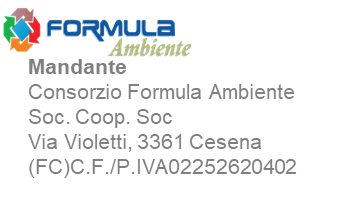 FORMULA
Ambiente
Mandante
Consorzio Formula Ambiente
Soc. Coop. Soc
Via Violetti, 3361 Cesena
(FC)C.F./P.IVA02252620402